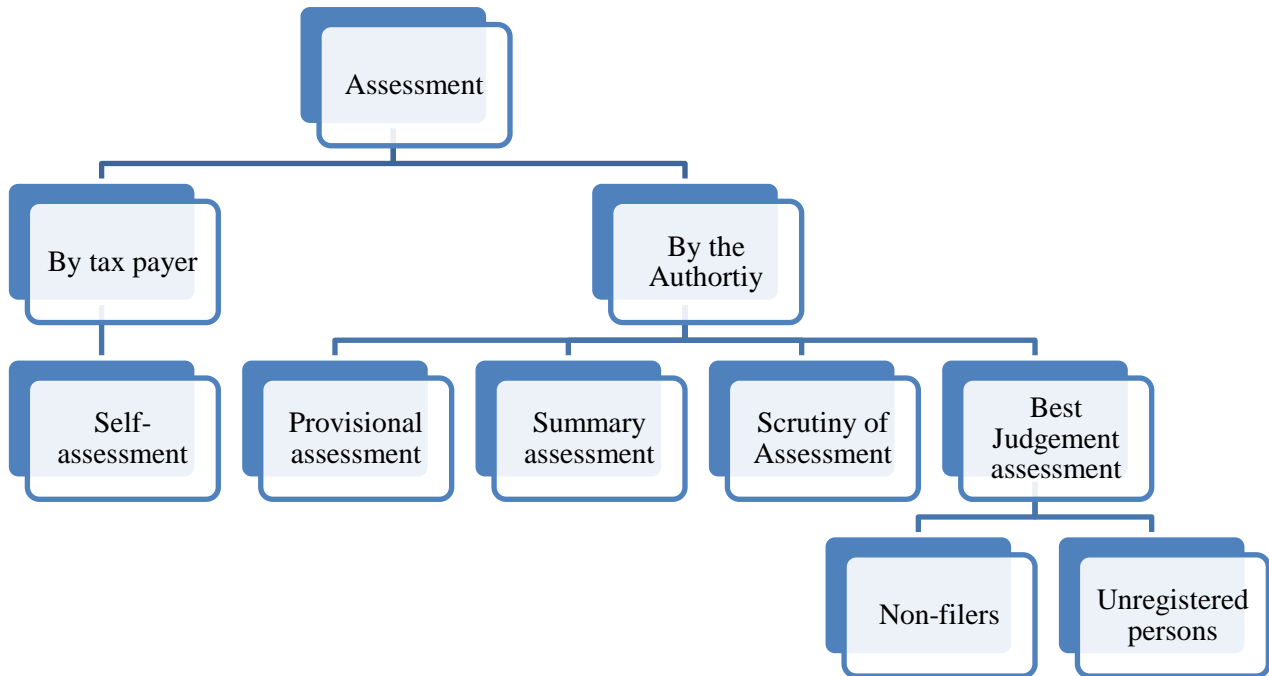 Assessment
By tax payer
By the
Authortiy
Self-
assessment
Provisional
assessment
Summary
assessment
Scrutiny of
Assessment
Best
Judgement
assessment
Non-filers
Unregistered
persons